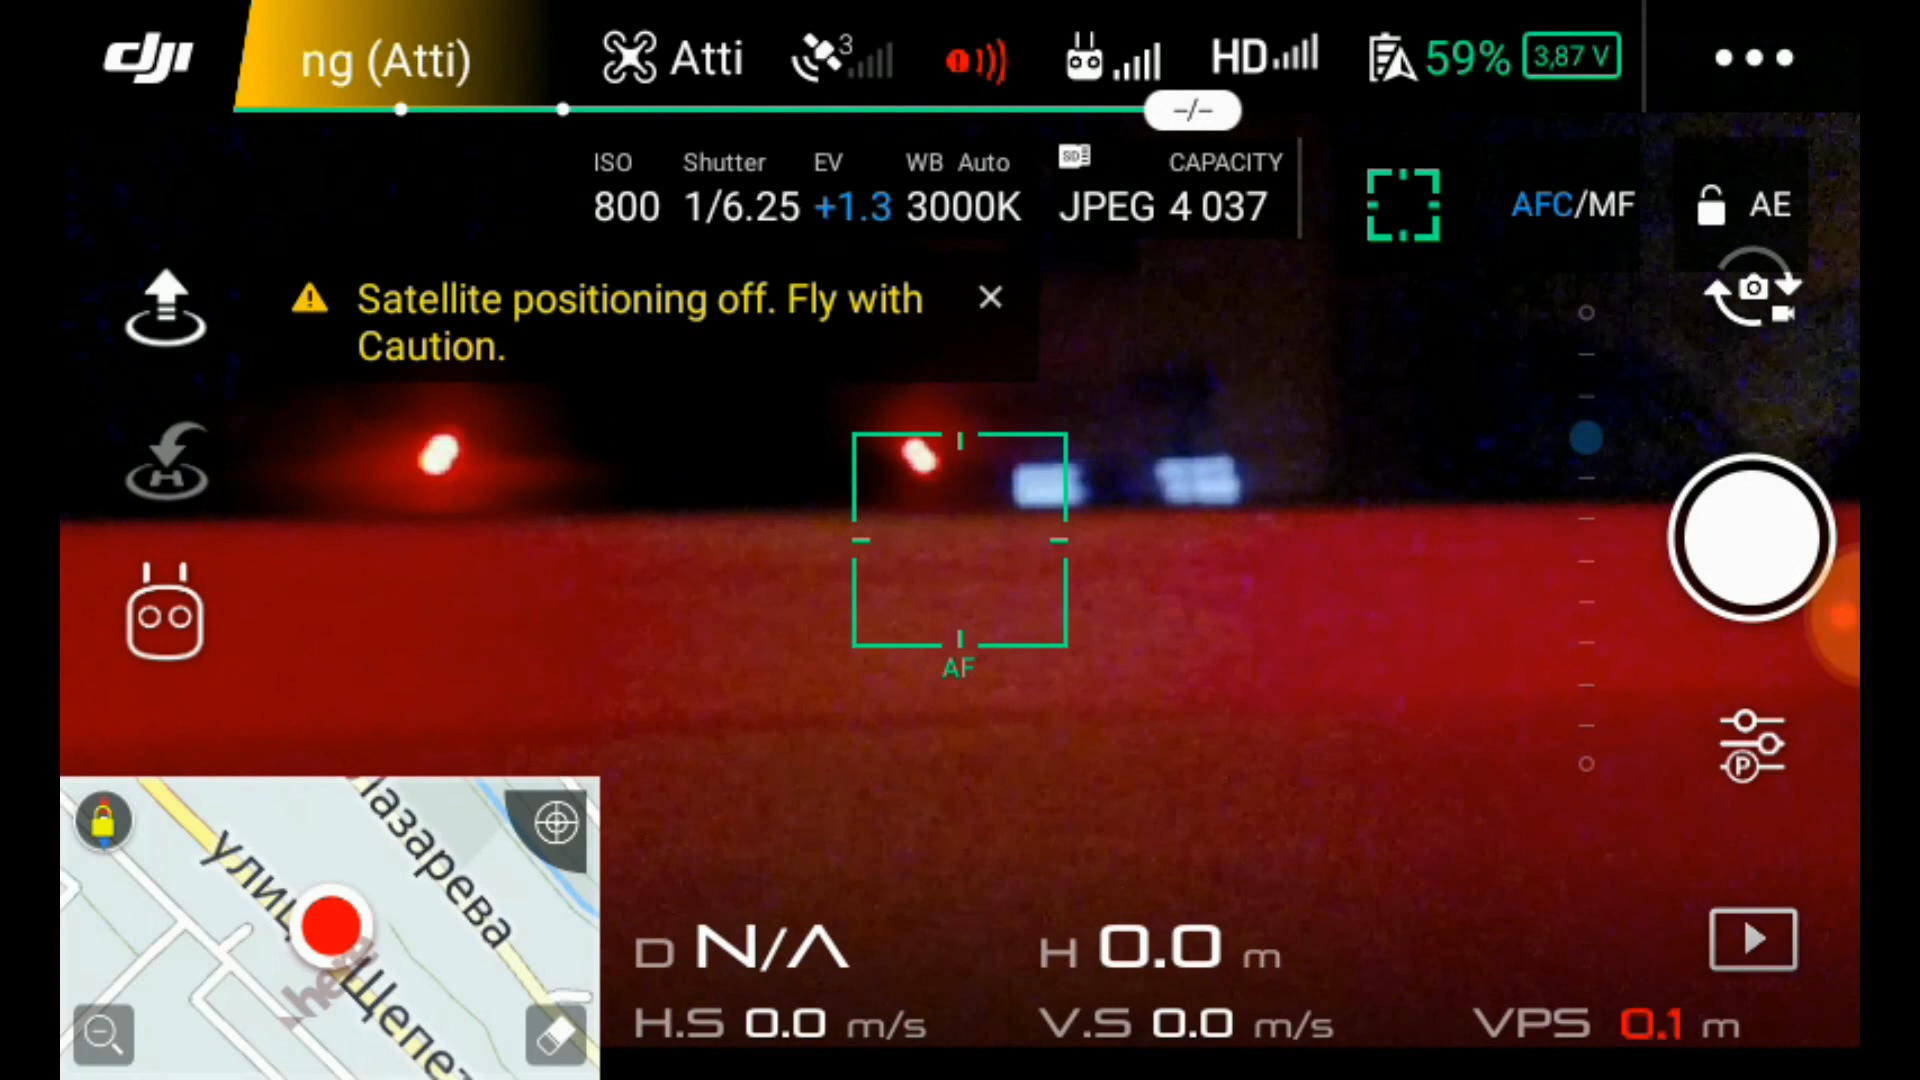 dji
ng (Atti)
Atti
3
HD
59%
3,87 V
–/–
ISO
Shutter
EV
WB Auto
SD
CAPACITY
800
1/6.25
+1.3
3000K
JPEG
4 037
AFC/MF
AE
Satellite positioning off. Fly with
Caution.
H
AF
P
улиц
Лазарева
Щепет
here
D N/A
H 0.0 m
H.S 0.0 m/s
V.S 0.0 m/s
VPS 0.1 m